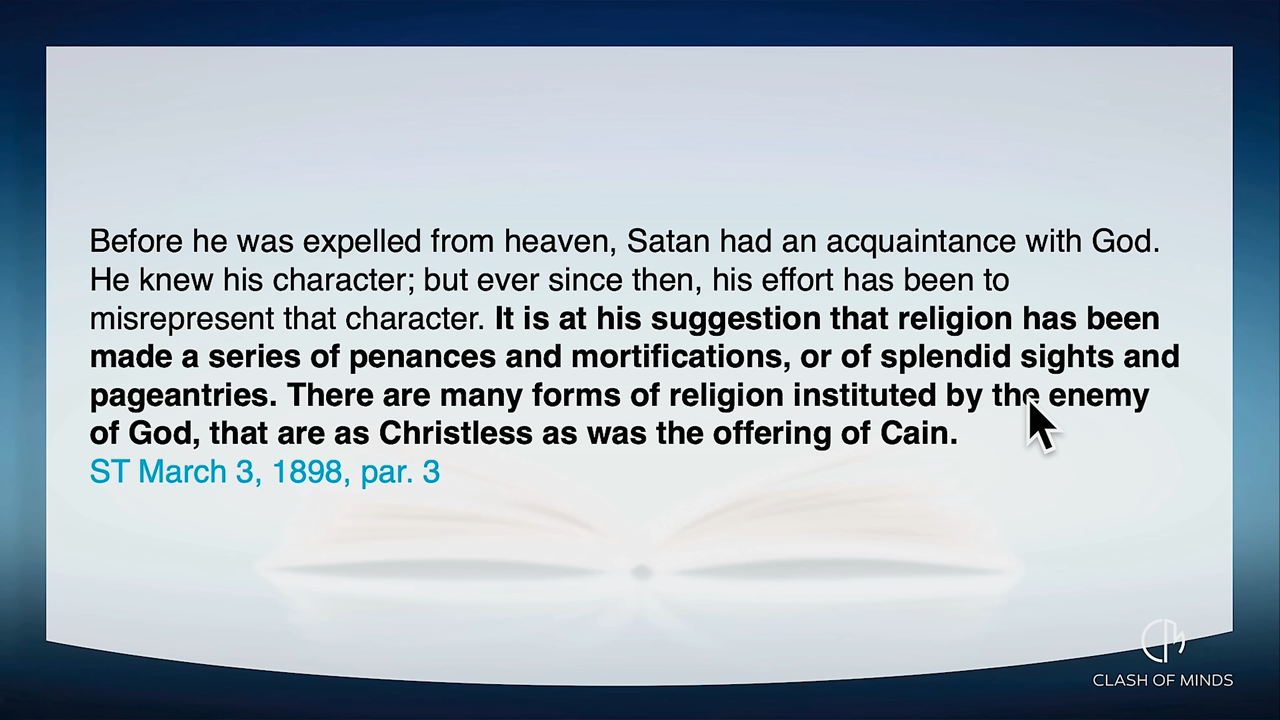 Before he was expelled from heaven, Satan had an acquaintance with God.
He knew his character; but ever since then, his effort has been to
misrepresent that character. It is at his suggestion that religion has been
made a series of penances and mortifications, or of splendid sights and
pageantries. There are many forms of religion instituted by the enemy
of God, that are as Christless as was the offering of Cain.
ST March 3, 1898, par. 3
CLASH OF MINDS